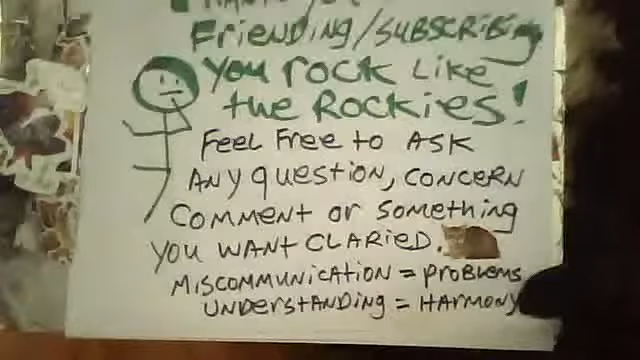 Friending/SUBSCRIBING
YOU ROCK LIKE
the ROCKIES!
FEEL FREE to ASK
ANY QUESTION, CONCERN
COMMENT OR SOMETHING
YOU WANT CLARIED.
MISCOMMUNICATION = PROBLEMS
UNDERSTANDING = HARMONY